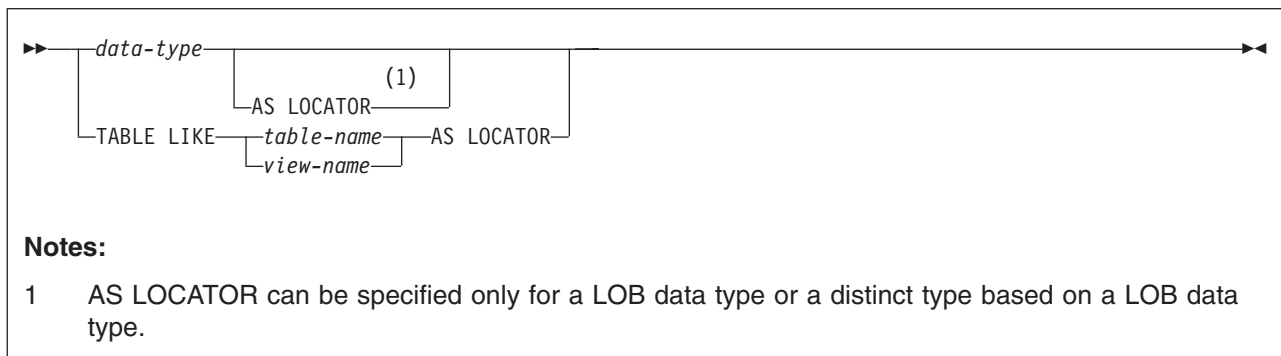 data-type
(1)
AS LOCATOR
TABLE LIKE table-name AS LOCATOR
view-name
Notes:
1 AS LOCATOR can be specified only for a LOB data type or a distinct type based on a LOB data
type.